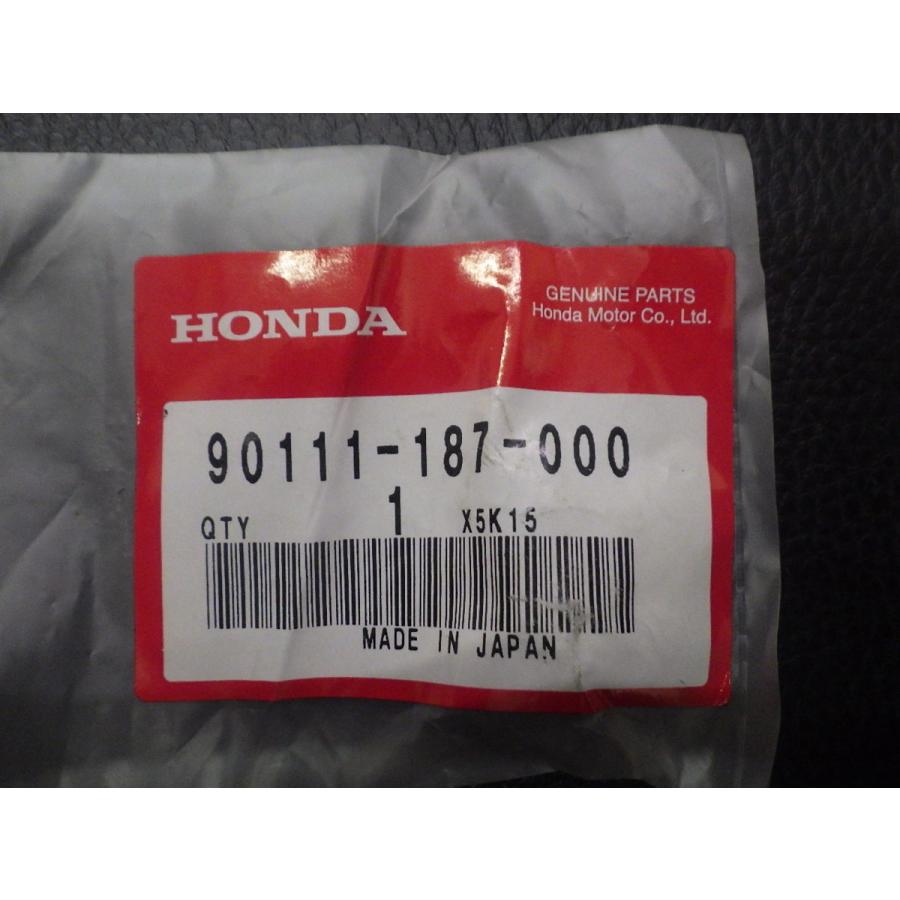 HONDA
GENUINE PARTS
Honda Motor Co., Ltd.
90111-187-000
QTY 1 X5K15
MADE IN JAPAN